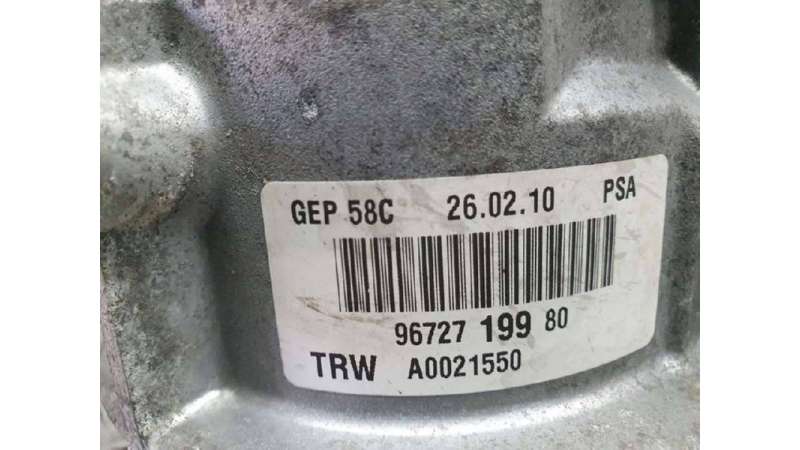 GEP 58C 26.02.10 PSA
96727 199 80
TRW A0021550